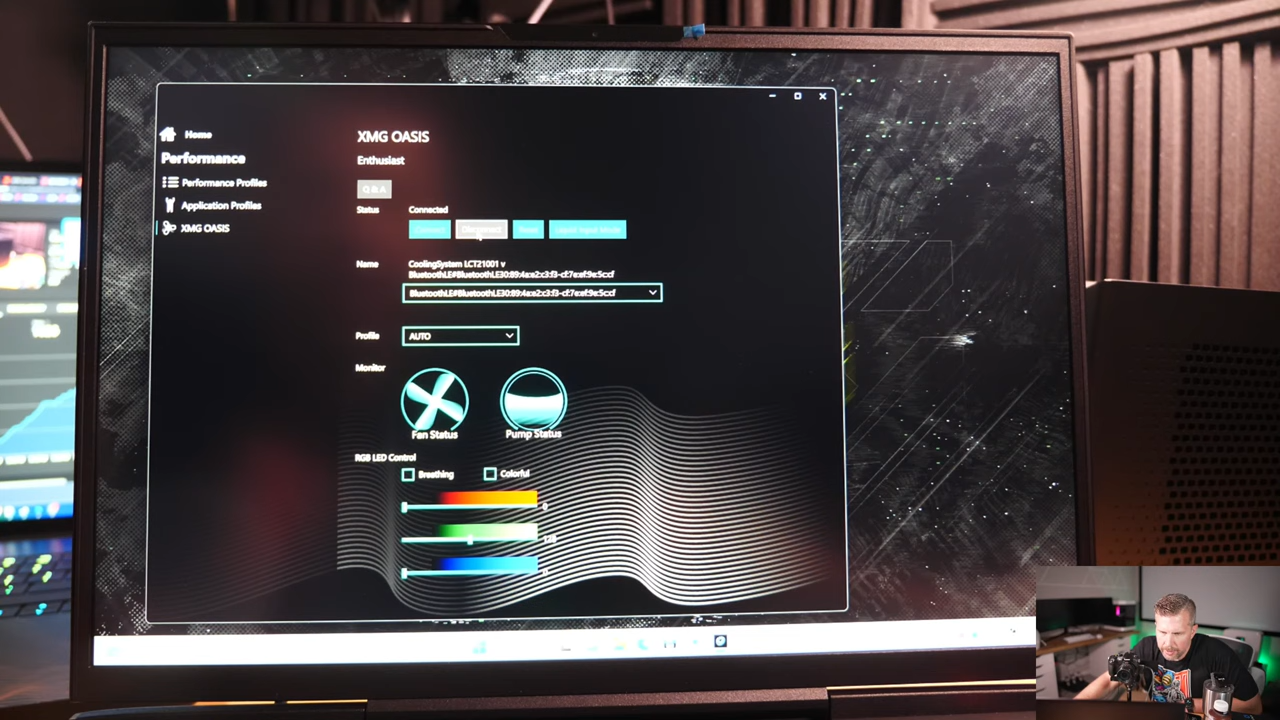 Home
Performance
Performance Profiles
Application Profiles
XMG OASIS
XMG OASIS
Enthusiast
Q & A
Status
Connected
Disconnect
Name
CoolingSystem LCT21001 v
Profile
AUTO
Monitor
Fan Status
Pump Status
RGB LED Control
Breathing
Colorful